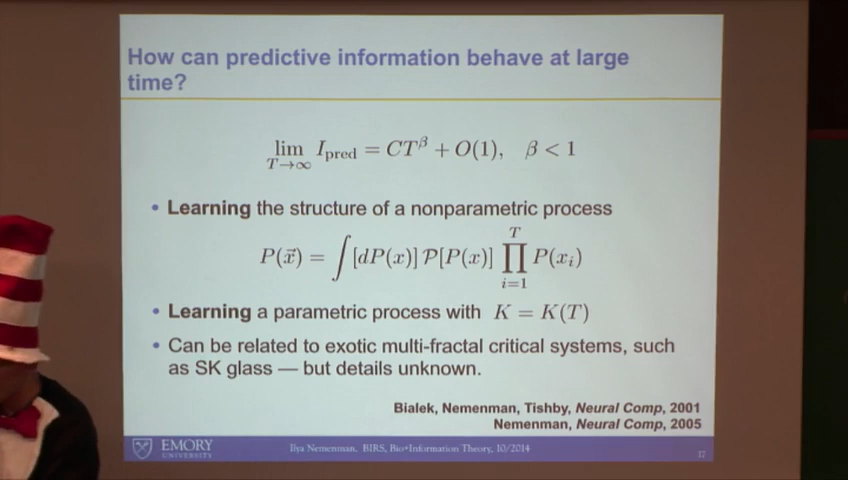 How can predictive information behave at large
time?
lim T→∞ I_pred = CT^β + O(1), β < 1
• Learning the structure of a nonparametric process
P(x⃗) = ∫[dP(x)] 𝒫[P(x)] ∏_{i=1}^{T} P(x_i)
• Learning a parametric process with K = K(T)
• Can be related to exotic multi-fractal critical systems, such
as SK glass — but details unknown.
Bialek, Nemenman, Tishby, Neural Comp, 2001
Nemenman, Neural Comp, 2005
EMORY
UNIVERSITY
Ilya Nemenman, BIRS, Bio+Information Theory, 10/2014
17